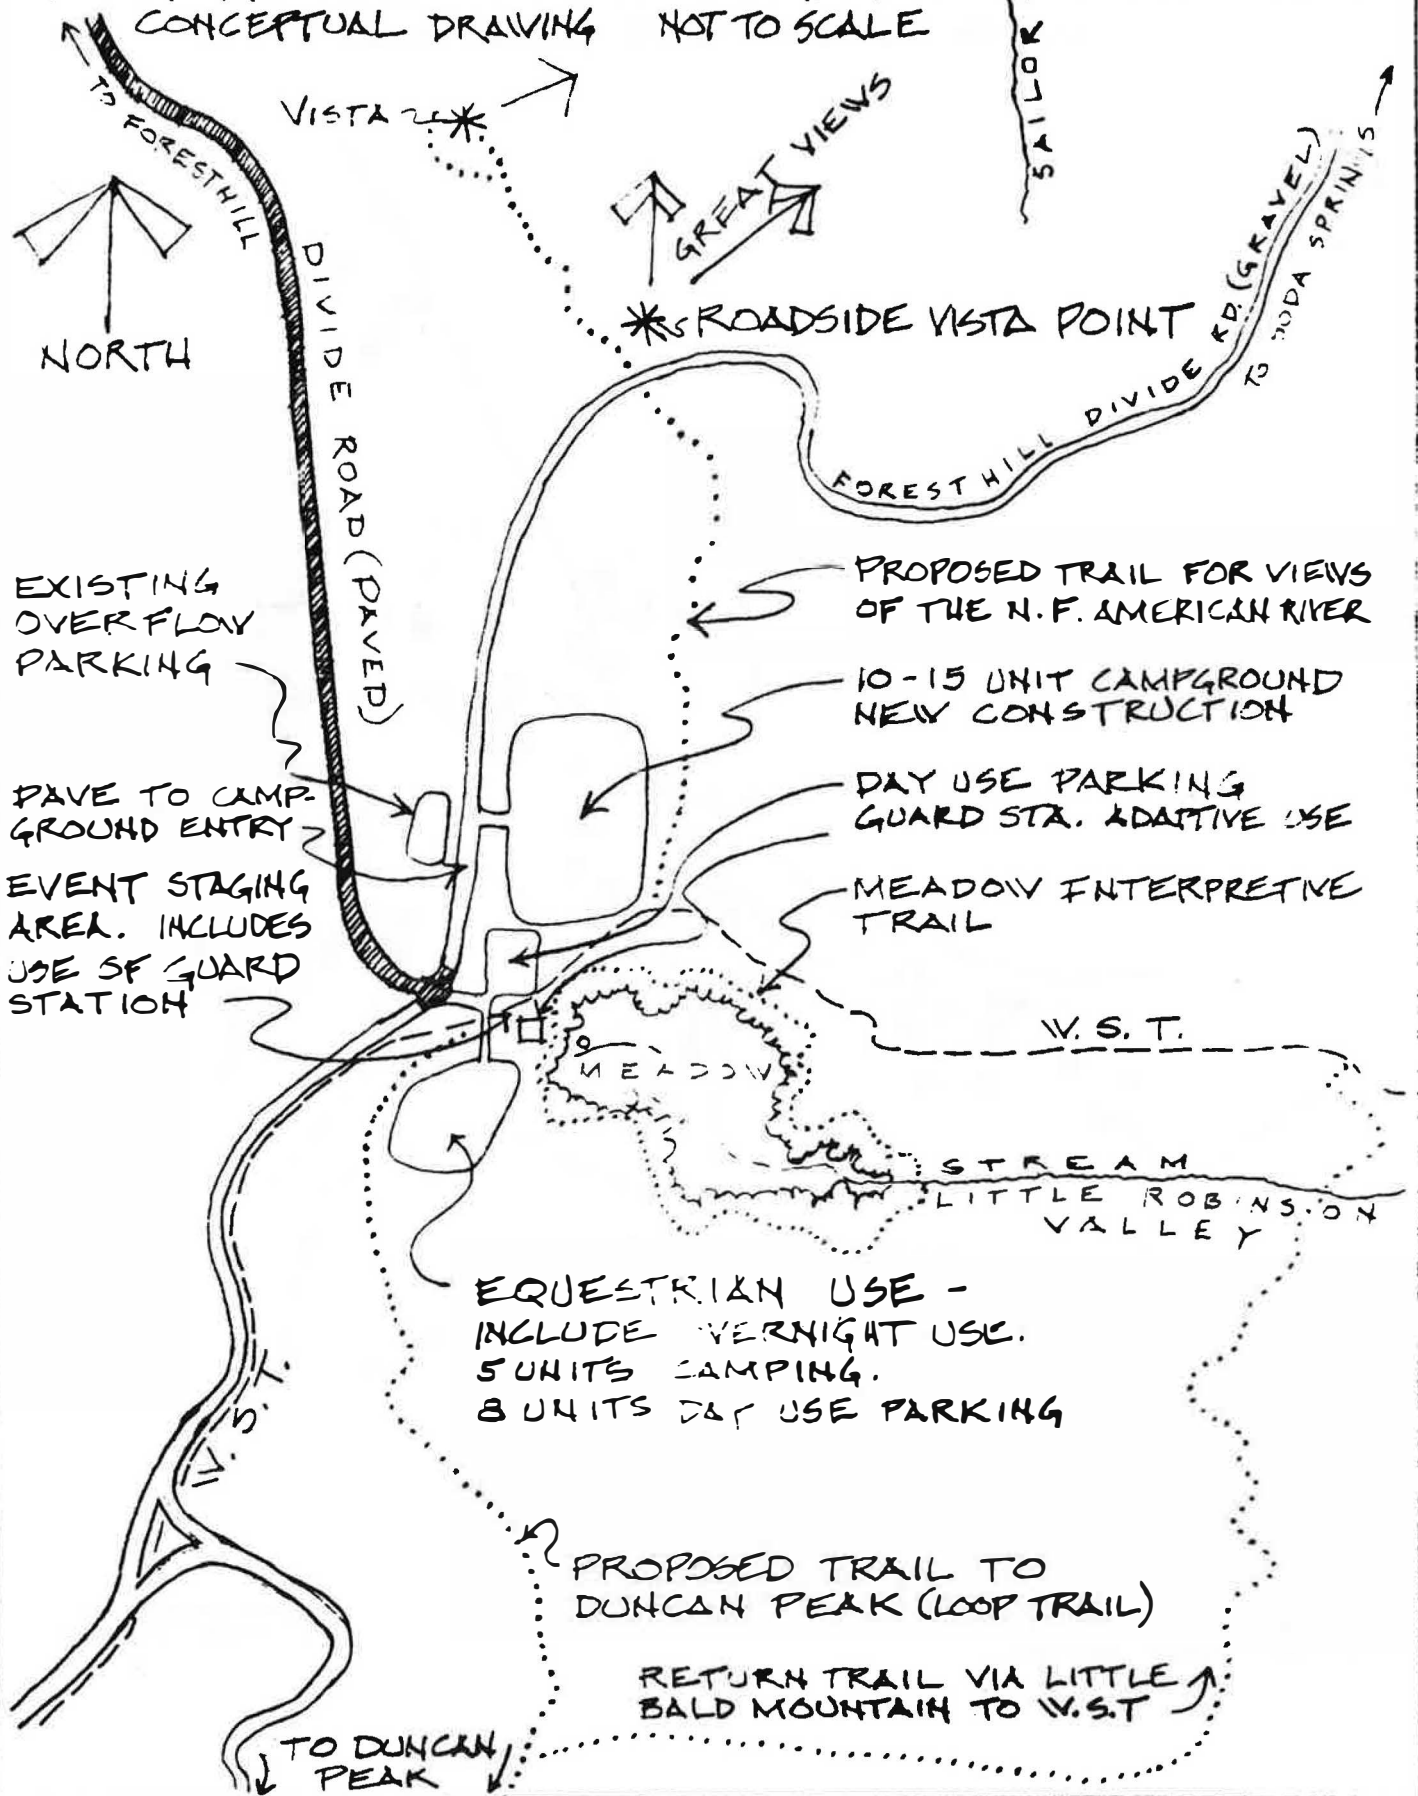 CONCEPTUAL DRAWING NOT TO SCALE
TO FORESTHILL
VISTA
GREAT VIEWS
SAILOR
NORTH
DIVIDE ROAD (PAVED)
ROADSIDE VISTA POINT
FORESTHILL DIVIDE RD. (GRAVEL)
TO SODA SPRINGS
EXISTING
OVERFLOW
PARKING
PROPOSED TRAIL FOR VIEWS
OF THE N.F. AMERICAN RIVER
10-15 UNIT CAMPGROUND
NEW CONSTRUCTION
PAVE TO CAMP-
GROUND ENTRY
DAY USE PARKING
GUARD STA. ADAPTIVE USE
EVENT STAGING
AREA. INCLUDES
USE OF GUARD
STATION
MEADOW INTERPRETIVE
TRAIL
W.S.T.
MEADOW
STREAM
LITTLE ROBINSON
VALLEY
EQUESTRIAN USE -
INCLUDE OVERNIGHT USE.
5 UNITS CAMPING.
8 UNITS DAY USE PARKING
W.S.T.
PROPOSED TRAIL TO
DUNCAN PEAK (LOOP TRAIL)
RETURN TRAIL VIA LITTLE
BALD MOUNTAIN TO W.S.T
TO DUNCAN
PEAK